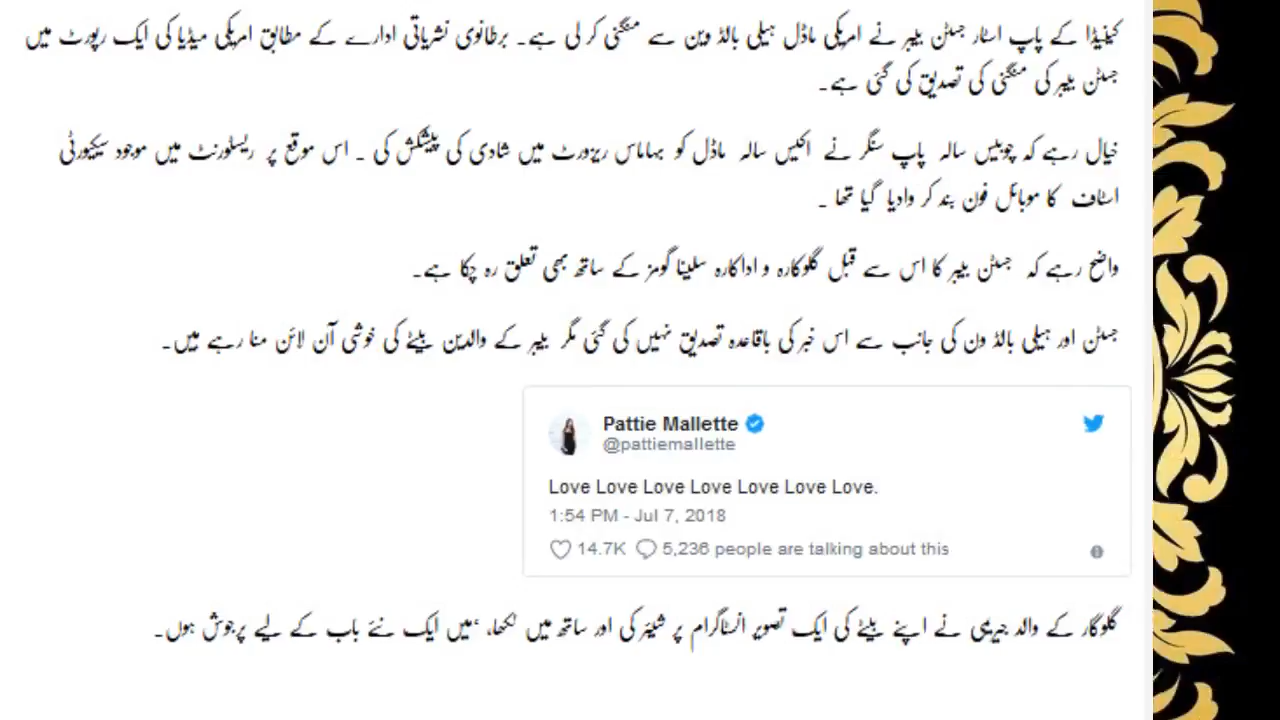 کینیڈا کے پاپ اسٹار جسٹن بیبر نے امریکی ماڈل ہیلی بالڈ وین سے منگنی کر لی ہے۔ برطانوی نشریاتی ادارے کے مطابق امریکی میڈیا کی ایک رپورٹ میں
جسٹن بیبر کی منگنی کی تصدیق کی گئی ہے۔
خیال رہے کہ چوبیس سالہ پاپ سنگر نے اکیس سالہ ماڈل کو بہاماس ریزورٹ میں شادی کی پیشکش کی ۔ اس موقع پر ریسٹورنٹ میں موجود سیکیورٹی
اسٹاف کا موبائل فون بند کر وادیا گیا تھا ۔
واضح رہے کہ جسٹن بیبر کا اس سے قبل گلوکارہ و اداکارہ سلینا گومز کے ساتھ بھی تعلق رہ چکا ہے۔
جسٹن اور ہیلی بالڈ ون کی جانب سے اس خبر کی باقاعدہ تصدیق نہیں کی گئی مگر بیبر کے والدین بیٹے کی خوشی آن لائن منا رہے ہیں۔
Pattie Mallette
@pattiemallette
Love Love Love Love Love Love Love.
1:54 PM - Jul 7, 2018
14.7K 5,236 people are talking about this
گلوگار کے والد جیریمی نے اپنے بیٹے کی ایک تصویر انسٹاگرام پر شیئر کی اور ساتھ میں لکھا، ‘میں ایک نئے باب کے لیے پرجوش ہوں۔